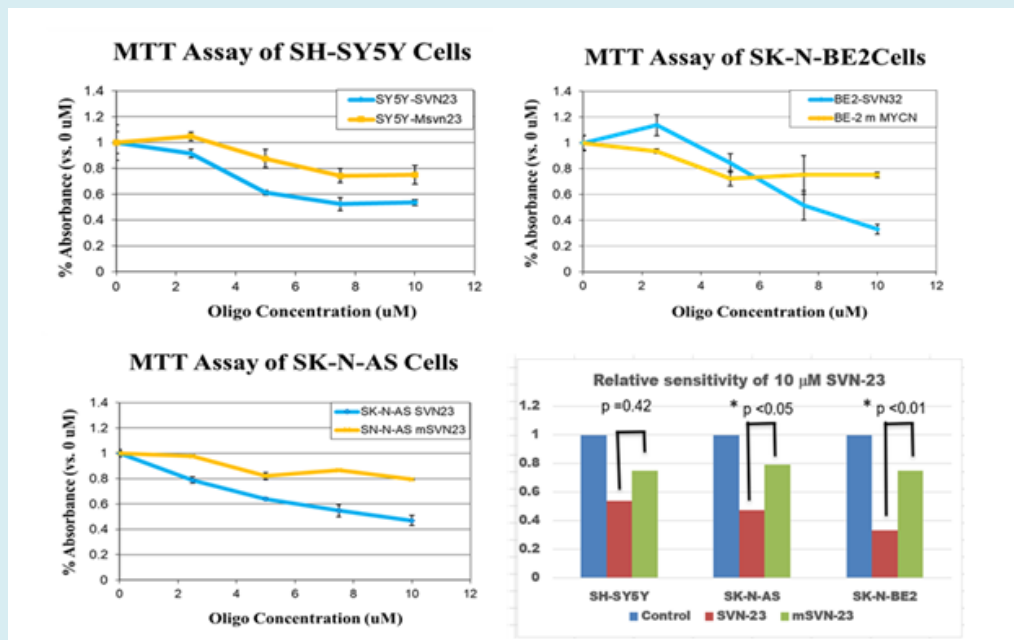 MTT Assay of SH-SY5Y Cells
SY5Y-SVN23
SY5Y-Msvn23
% Absorbance (vs. 0 uM)
1.4
1.2
1
0.8
0.6
0.4
0.2
0
0 2 4 6 8 10 12
Oligo Concentration (uM)
MTT Assay of SK-N-BE2Cells
BE2-SVN32
BE-2 m MYCN
% Absorbance (vs. 0 uM)
1.4
1.2
1
0.8
0.6
0.4
0.2
0
0 2 4 6 8 10 12
Oligo Concentration (uM)
MTT Assay of SK-N-AS Cells
SK-N-AS SVN23
SN-N-AS mSVN23
% Absorbance (vs. 0 uM)
1.4
1.2
1
0.8
0.6
0.4
0.2
0
0 2 4 6 8 10 12
Oligo Concentration (uM)
Relative sensitivity of 10 μM SVN-23
p =0.42 * p <0.05 * p <0.01
1.2
1
0.8
0.6
0.4
0.2
0
SH-SY5Y SK-N-AS SK-N-BE2
Control SVN-23 mSVN-23